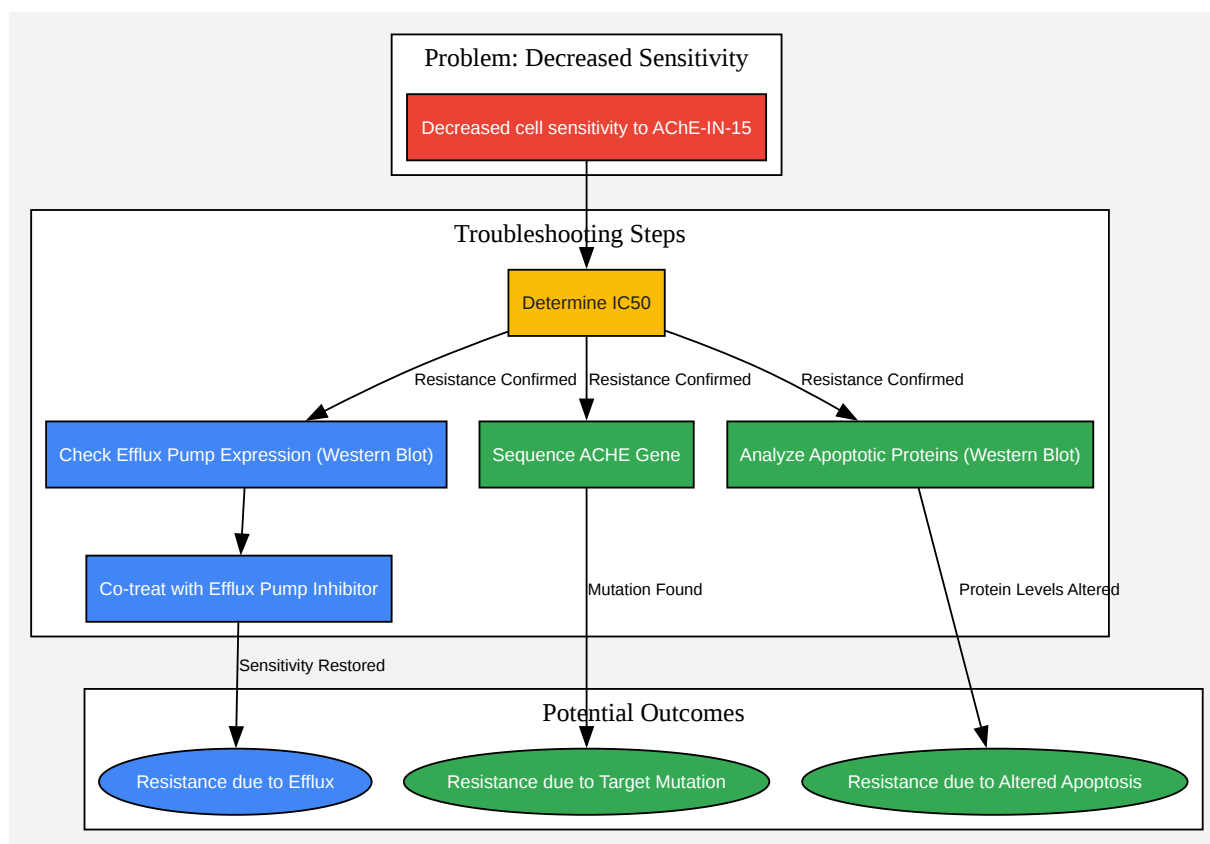 Problem: Decreased Sensitivity
Decreased cell sensitivity to AChE-IN-15
Troubleshooting Steps
Determine IC50
Resistance Confirmed
Resistance Confirmed
Resistance Confirmed
Check Efflux Pump Expression (Western Blot)
Sequence ACHE Gene
Analyze Apoptotic Proteins (Western Blot)
Co-treat with Efflux Pump Inhibitor
Mutation Found
Protein Levels Altered
Sensitivity Restored
Potential Outcomes
Resistance due to Efflux
Resistance due to Target Mutation
Resistance due to Altered Apoptosis